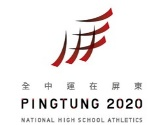 全中運在屏東
PINGTUNG 2020
NATIONAL HIGH SCHOOL ATHLETICS